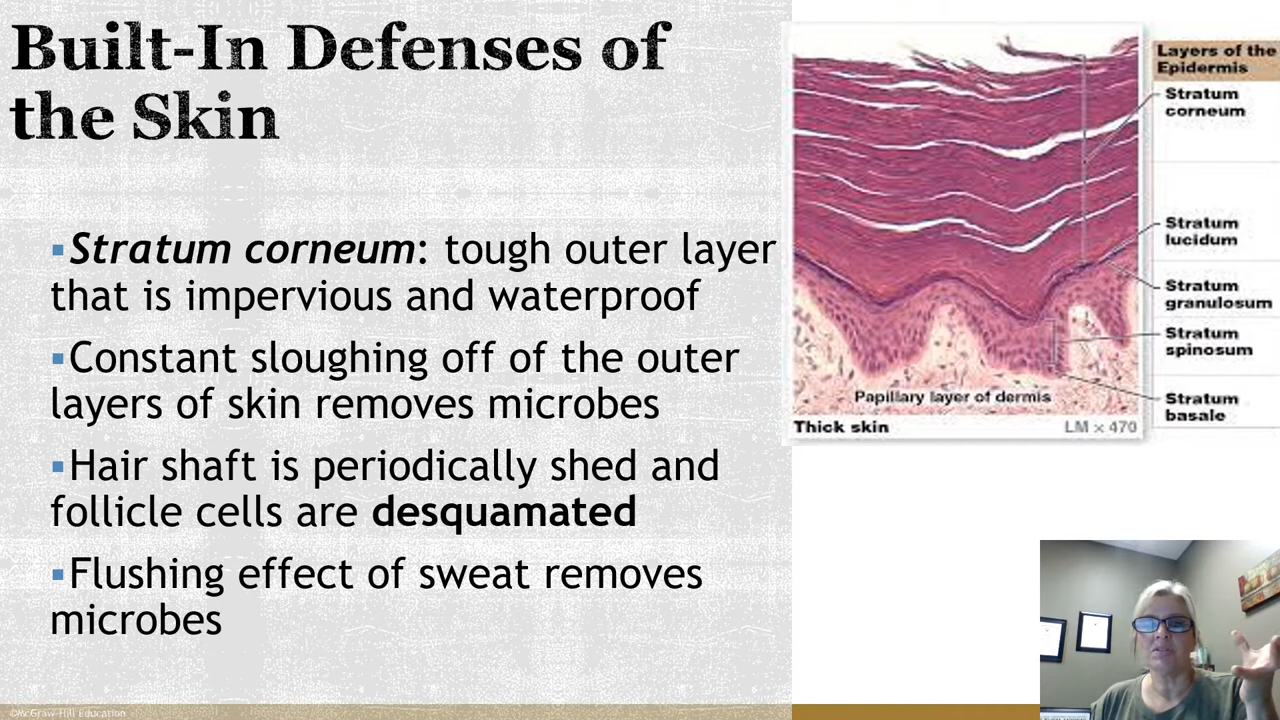 Built-In Defenses of
the Skin
▪Stratum corneum: tough outer layer
that is impervious and waterproof
▪Constant sloughing off of the outer
layers of skin removes microbes
▪Hair shaft is periodically shed and
follicle cells are desquamated
▪Flushing effect of sweat removes
microbes
©McGraw-Hill Education
Layers of the
Epidermis
Stratum
corneum
Stratum
lucidum
Stratum
granulosum
Stratum
spinosum
Stratum
basale
Papillary layer of dermis
Thick skin LM × 470